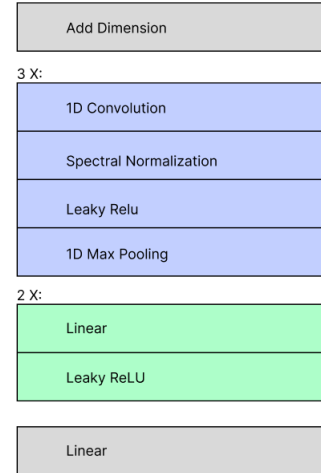 Add Dimension
3 X:
1D Convolution
Spectral Normalization
Leaky Relu
1D Max Pooling
2 X:
Linear
Leaky ReLU
Linear